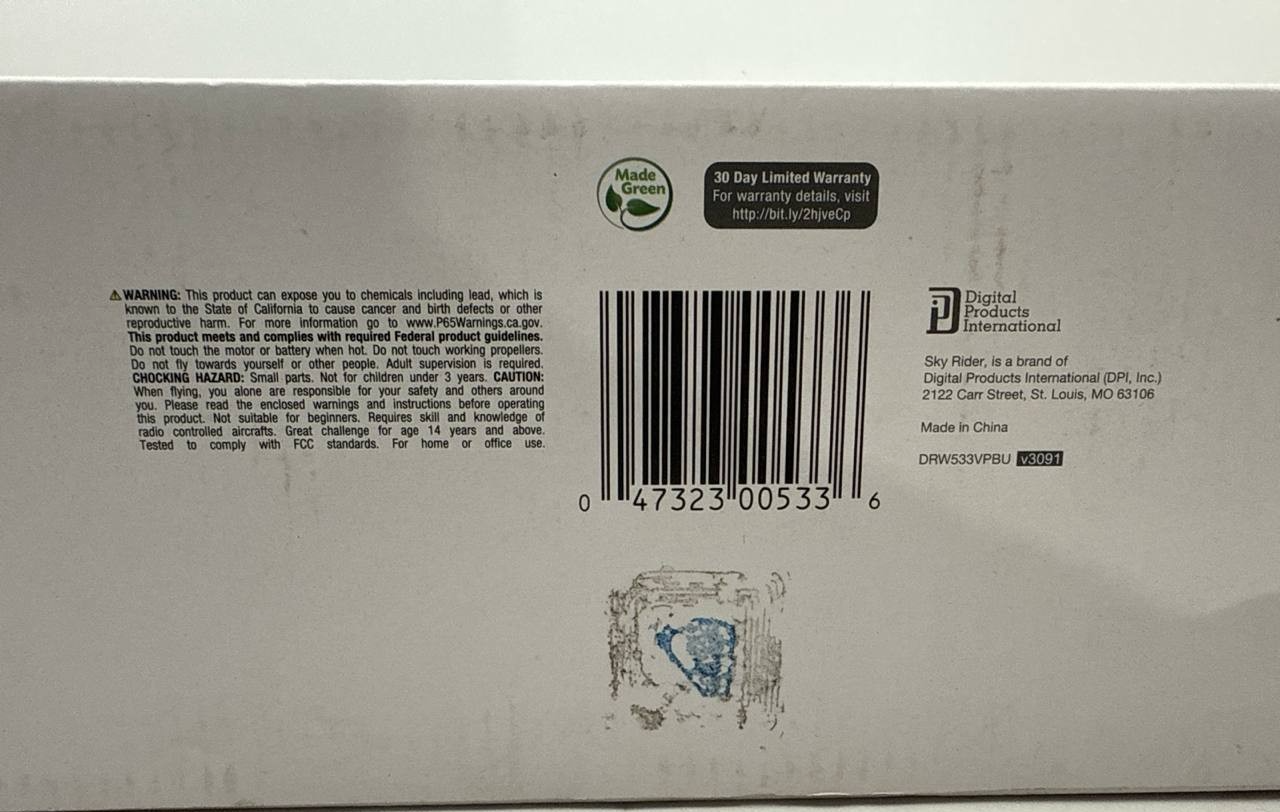 Made
Green
30 Day Limited Warranty
For warranty details, visit
http://bit.ly/2hjveCp
⚠ WARNING: This product can expose you to chemicals including lead, which is
known to the State of California to cause cancer and birth defects or other
reproductive harm. For more information go to www.P65Warnings.ca.gov.
This product meets and complies with required Federal product guidelines.
Do not touch the motor or battery when hot. Do not touch working propellers.
Do not fly towards yourself or other people. Adult supervision is required.
CHOCKING HAZARD: Small parts. Not for children under 3 years. CAUTION:
When flying, you alone are responsible for your safety and others around
you. Please read the enclosed warnings and instructions before operating
this product. Not suitable for beginners. Requires skill and knowledge of
radio controlled aircrafts. Great challenge for age 14 years and above.
Tested to comply with FCC standards. For home or office use.
0 47323 00533 6
Digital
Products
International
Sky Rider, is a brand of
Digital Products International (DPI, Inc.)
2122 Carr Street, St. Louis, MO 63106
Made in China
DRW533VPBU v3091